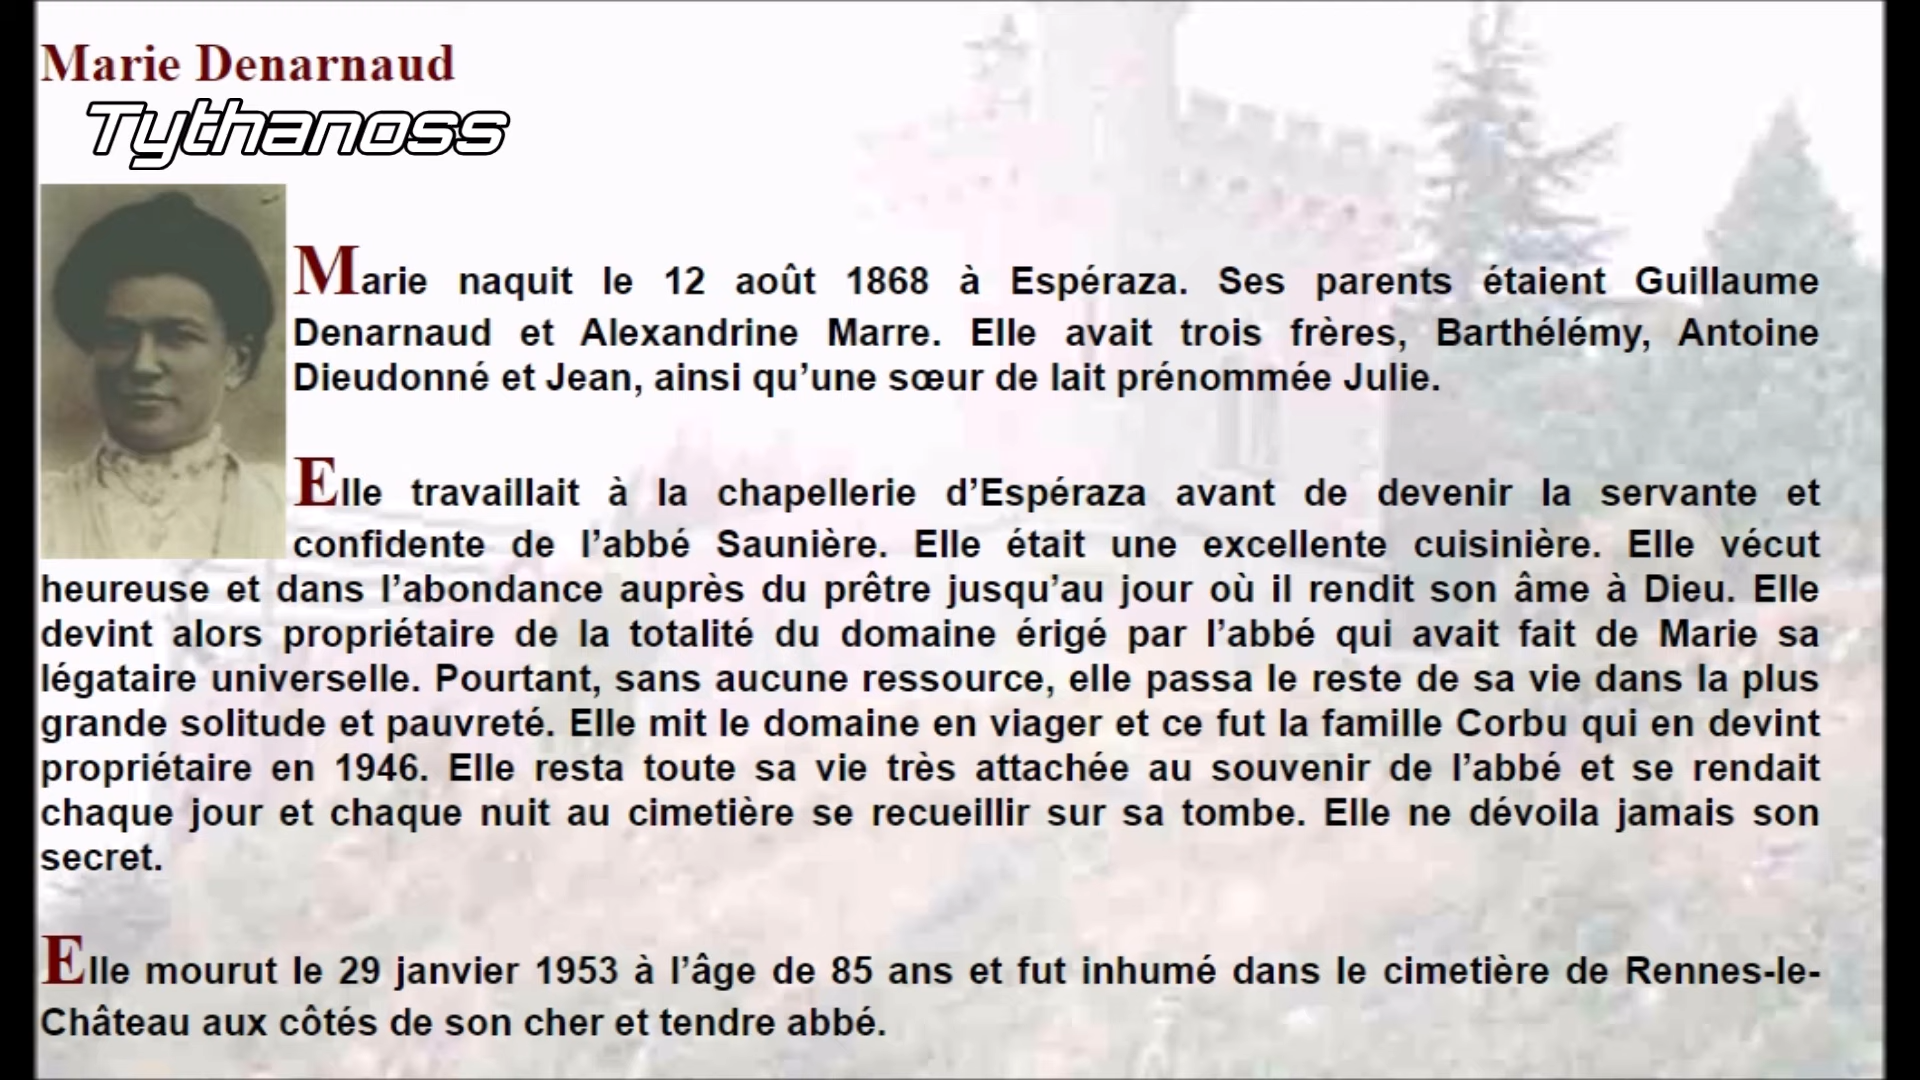 Marie Denarnaud
Tythanoss
Marie naquit le 12 août 1868 à Espéraza. Ses parents étaient Guillaume
Denarnaud et Alexandrine Marre. Elle avait trois frères, Barthélémy, Antoine
Dieudonné et Jean, ainsi qu’une sœur de lait prénommée Julie.
Elle travaillait à la chapellerie d’Espéraza avant de devenir la servante et
confidente de l’abbé Saunière. Elle était une excellente cuisinière. Elle vécut
heureuse et dans l’abondance auprès du prêtre jusqu’au jour où il rendit son âme à Dieu. Elle
devint alors propriétaire de la totalité du domaine érigé par l’abbé qui avait fait de Marie sa
légataire universelle. Pourtant, sans aucune ressource, elle passa le reste de sa vie dans la plus
grande solitude et pauvreté. Elle mit le domaine en viager et ce fut la famille Corbu qui en devint
propriétaire en 1946. Elle resta toute sa vie très attachée au souvenir de l’abbé et se rendait
chaque jour et chaque nuit au cimetière se recueillir sur sa tombe. Elle ne dévoila jamais son
secret.
Elle mourut le 29 janvier 1953 à l’âge de 85 ans et fut inhumé dans le cimetière de Rennes-le-
Château aux côtés de son cher et tendre abbé.